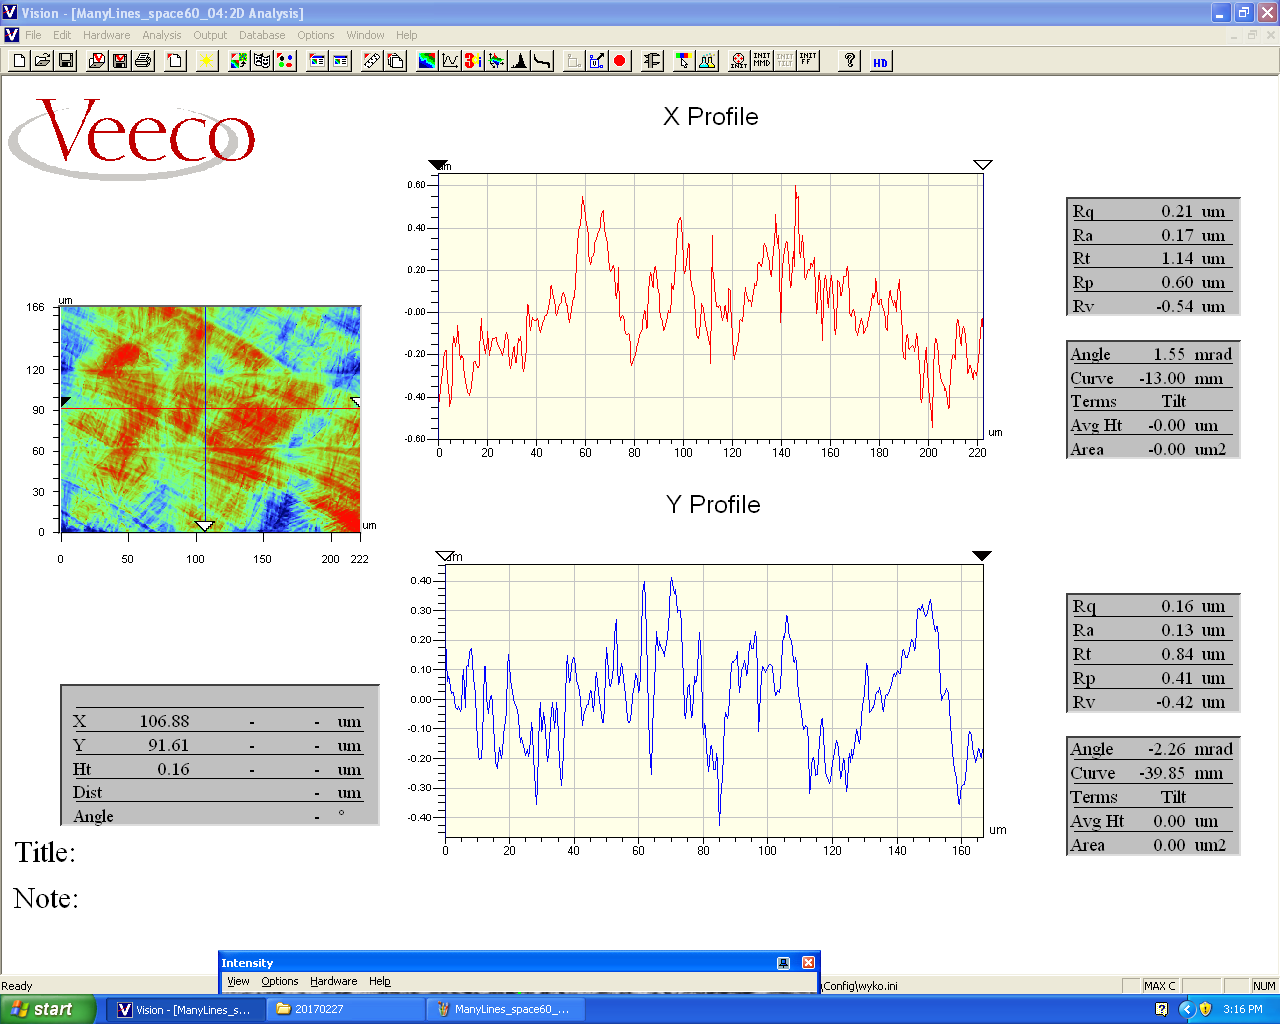 Vision - [ManyLines_space60_04:2D Analysis]
File Edit Hardware Analysis Output Database Options Window Help
INIT INIT MMD INIT TILT INIT FF ? HD
Veeco
X Profile
um
0.60
0.40
0.20
-0.00
-0.20
-0.40
-0.60
0 20 40 60 80 100 120 140 160 180 200 220
um
Rq 0.21 um
Ra 0.17 um
Rt 1.14 um
Rp 0.60 um
Rv -0.54 um
Angle 1.55 mrad
Curve -13.00 mm
Terms Tilt
Avg Ht -0.00 um
Area -0.00 um2
um
166
120
90
60
30
0
um
0 50 100 150 200 222
Y Profile
um
0.40
0.30
0.20
0.10
0.00
-0.10
-0.20
-0.30
-0.40
um
0 20 40 60 80 100 120 140 160
Rq 0.16 um
Ra 0.13 um
Rt 0.84 um
Rp 0.41 um
Rv -0.42 um
Angle -2.26 mrad
Curve -39.85 mm
Terms Tilt
Avg Ht 0.00 um
Area 0.00 um2
X 106.88 - - um
Y 91.61 - - um
Ht 0.16 - - um
Dist - um
Angle - °
Title:
Note:
Intensity
View Options Hardware Help
Ready \Config\wyko.ini MAX C NUM
start Vision - [ManyLines_s... 20170227 ManyLines_space60_... 3:16 PM